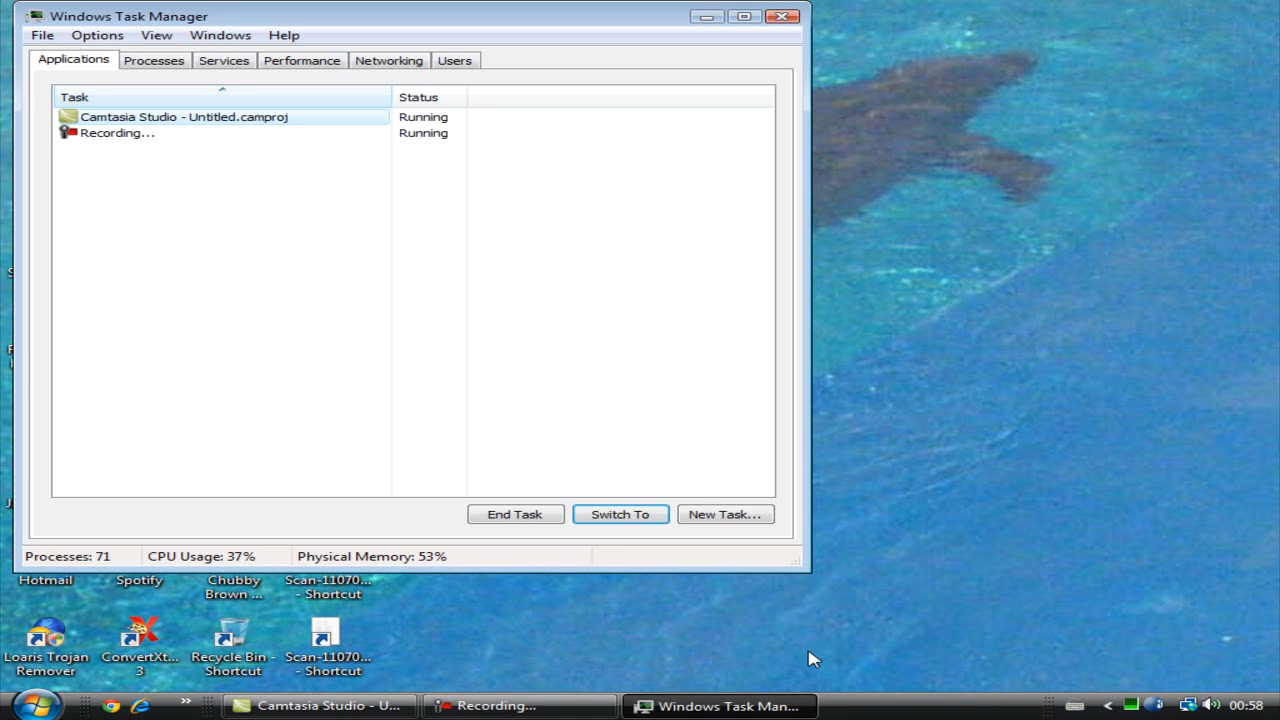 Windows Task Manager
File Options View Windows Help
Applications Processes Services Performance Networking Users
Task Status
Camtasia Studio - Untitled.camproj Running
Recording... Running
End Task Switch To New Task...
Processes: 71 CPU Usage: 37% Physical Memory: 53%
Hotmail Spotify Chubby Brown ... Scan-11070... - Shortcut
Loaris Trojan Remover ConvertXt... 3 Recycle Bin - Shortcut Scan-11070... - Shortcut
Camtasia Studio - U... Recording... Windows Task Man... 00:58